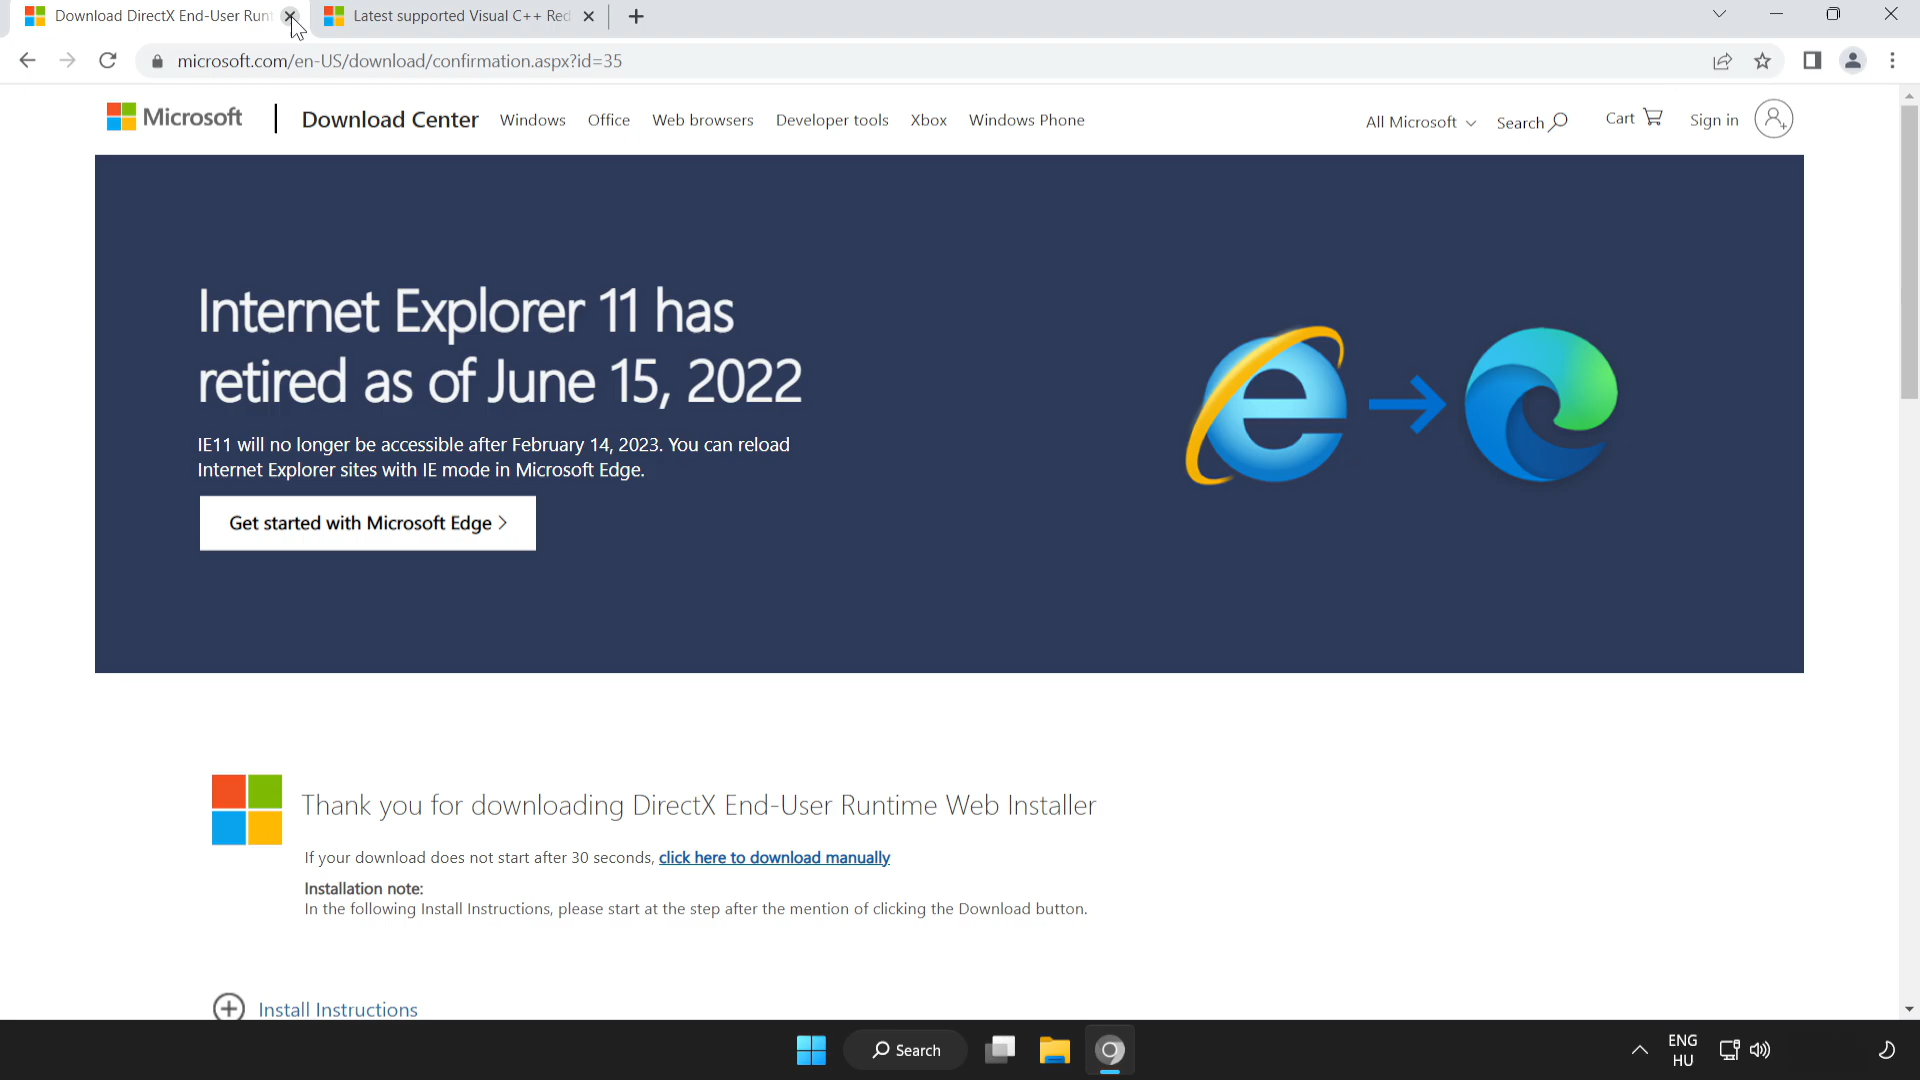 Download DirectX End-User Runt
Latest supported Visual C++ Red
microsoft.com/en-US/download/confirmation.aspx?id=35
Microsoft
Download Center
Windows
Office
Web browsers
Developer tools
Xbox
Windows Phone
All Microsoft
Search
Cart
Sign in
Internet Explorer 11 has
retired as of June 15, 2022
IE11 will no longer be accessible after February 14, 2023. You can reload
Internet Explorer sites with IE mode in Microsoft Edge.
Get started with Microsoft Edge
Thank you for downloading DirectX End-User Runtime Web Installer
If your download does not start after 30 seconds, click here to download manually
Installation note:
In the following Install Instructions, please start at the step after the mention of clicking the Download button.
Install Instructions
Search
ENG
HU